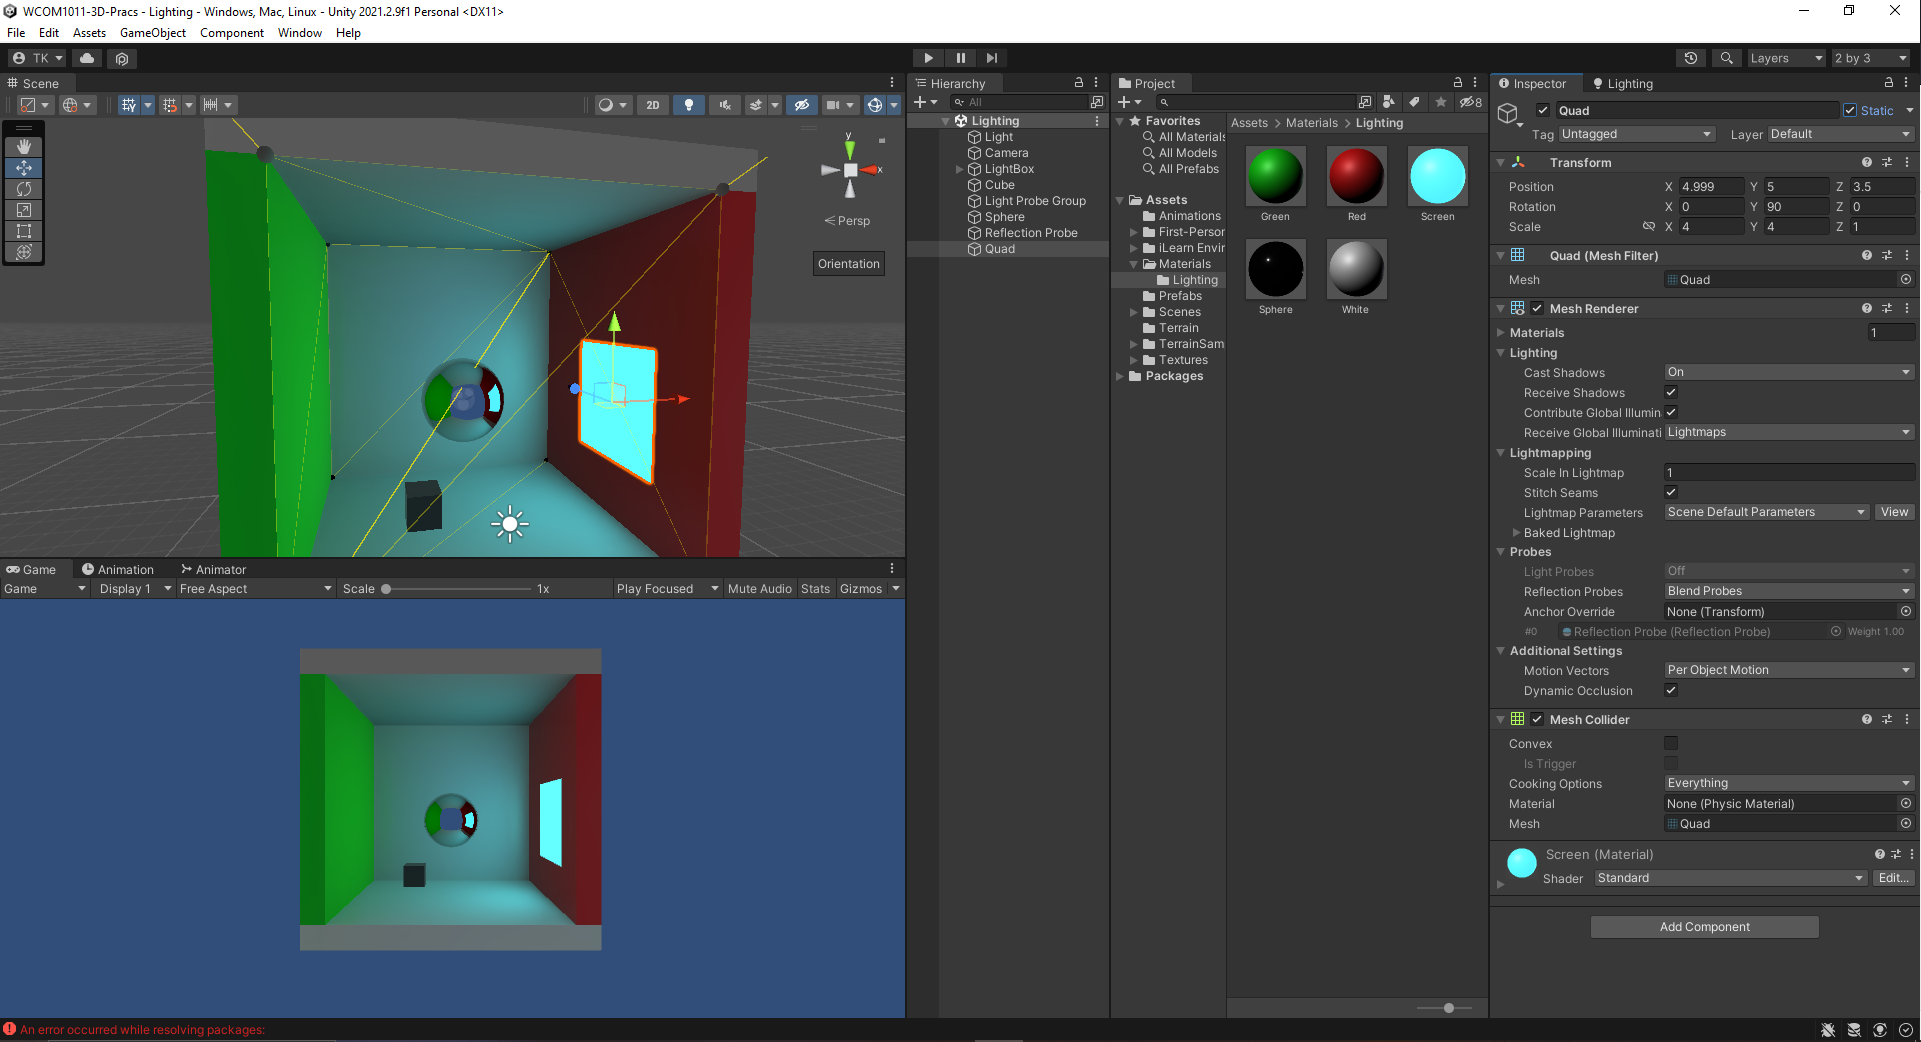 WCOM1011-3D-Pracs - Lighting - Windows, Mac, Linux - Unity 2021.2.9f1 Personal <DX11>
File Edit Assets GameObject Component Window Help
TK
Layers
2 by 3
Scene
2D
y
x
Persp
Orientation
Game
Animation
Animator
Game
Display 1
Free Aspect
Scale
1x
Play Focused
Mute Audio
Stats
Gizmos
Hierarchy
All
Lighting
Light
Camera
LightBox
Cube
Light Probe Group
Sphere
Reflection Probe
Quad
Project
8
Favorites
All Materials
All Models
All Prefabs
Assets
Animations
First-Persor
iLearn Envir
Materials
Lighting
Prefabs
Scenes
Terrain
TerrainSam
Textures
Packages
Assets > Materials > Lighting
Green
Red
Screen
Sphere
White
Inspector
Lighting
Quad
Static
Tag Untagged
Layer Default
Transform
Position X 4.999 Y 5 Z 3.5
Rotation X 0 Y 90 Z 0
Scale X 4 Y 4 Z 1
Quad (Mesh Filter)
Mesh Quad
Mesh Renderer
Materials 1
Lighting
Cast Shadows On
Receive Shadows
Contribute Global Illumin
Receive Global Illuminati Lightmaps
Lightmapping
Scale In Lightmap 1
Stitch Seams
Lightmap Parameters Scene Default Parameters View
Baked Lightmap
Probes
Light Probes Off
Reflection Probes Blend Probes
Anchor Override None (Transform)
#0 Reflection Probe (Reflection Probe) Weight 1.00
Additional Settings
Motion Vectors Per Object Motion
Dynamic Occlusion
Mesh Collider
Convex
Is Trigger
Cooking Options Everything
Material None (Physic Material)
Mesh Quad
Screen (Material)
Shader Standard Edit...
Add Component
An error occurred while resolving packages: